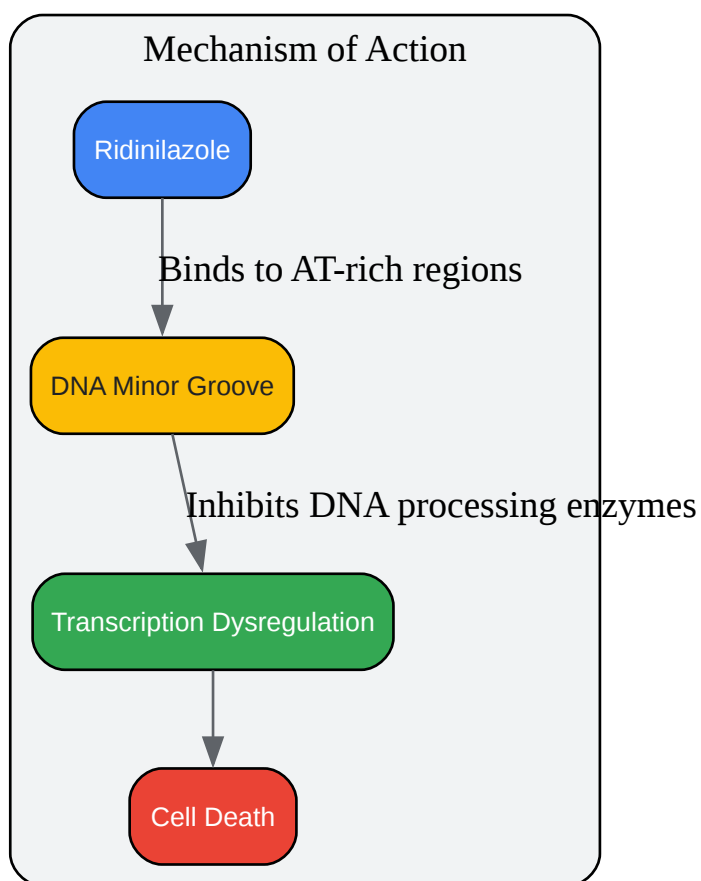 Mechanism of Action
Ridinilazole
Binds to AT-rich regions
DNA Minor Groove
Inhibits DNA processing enzymes
Transcription Dysregulation
Cell Death